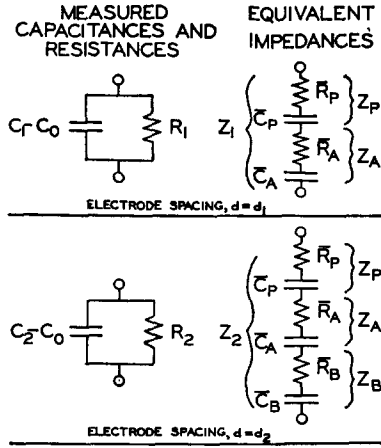 MEASURED CAPACITANCES AND RESISTANCES
EQUIVALENT IMPEDANCES
C₁-C₀
R₁
Z₁
R̅P
C̅P
ZP
R̅A
C̅A
ZA
ELECTRODE SPACING, d=d₁
C₂-C₀
R₂
Z₂
R̅P
C̅P
ZP
R̅A
C̅A
ZA
R̅B
C̅B
ZB
ELECTRODE SPACING, d=d₂